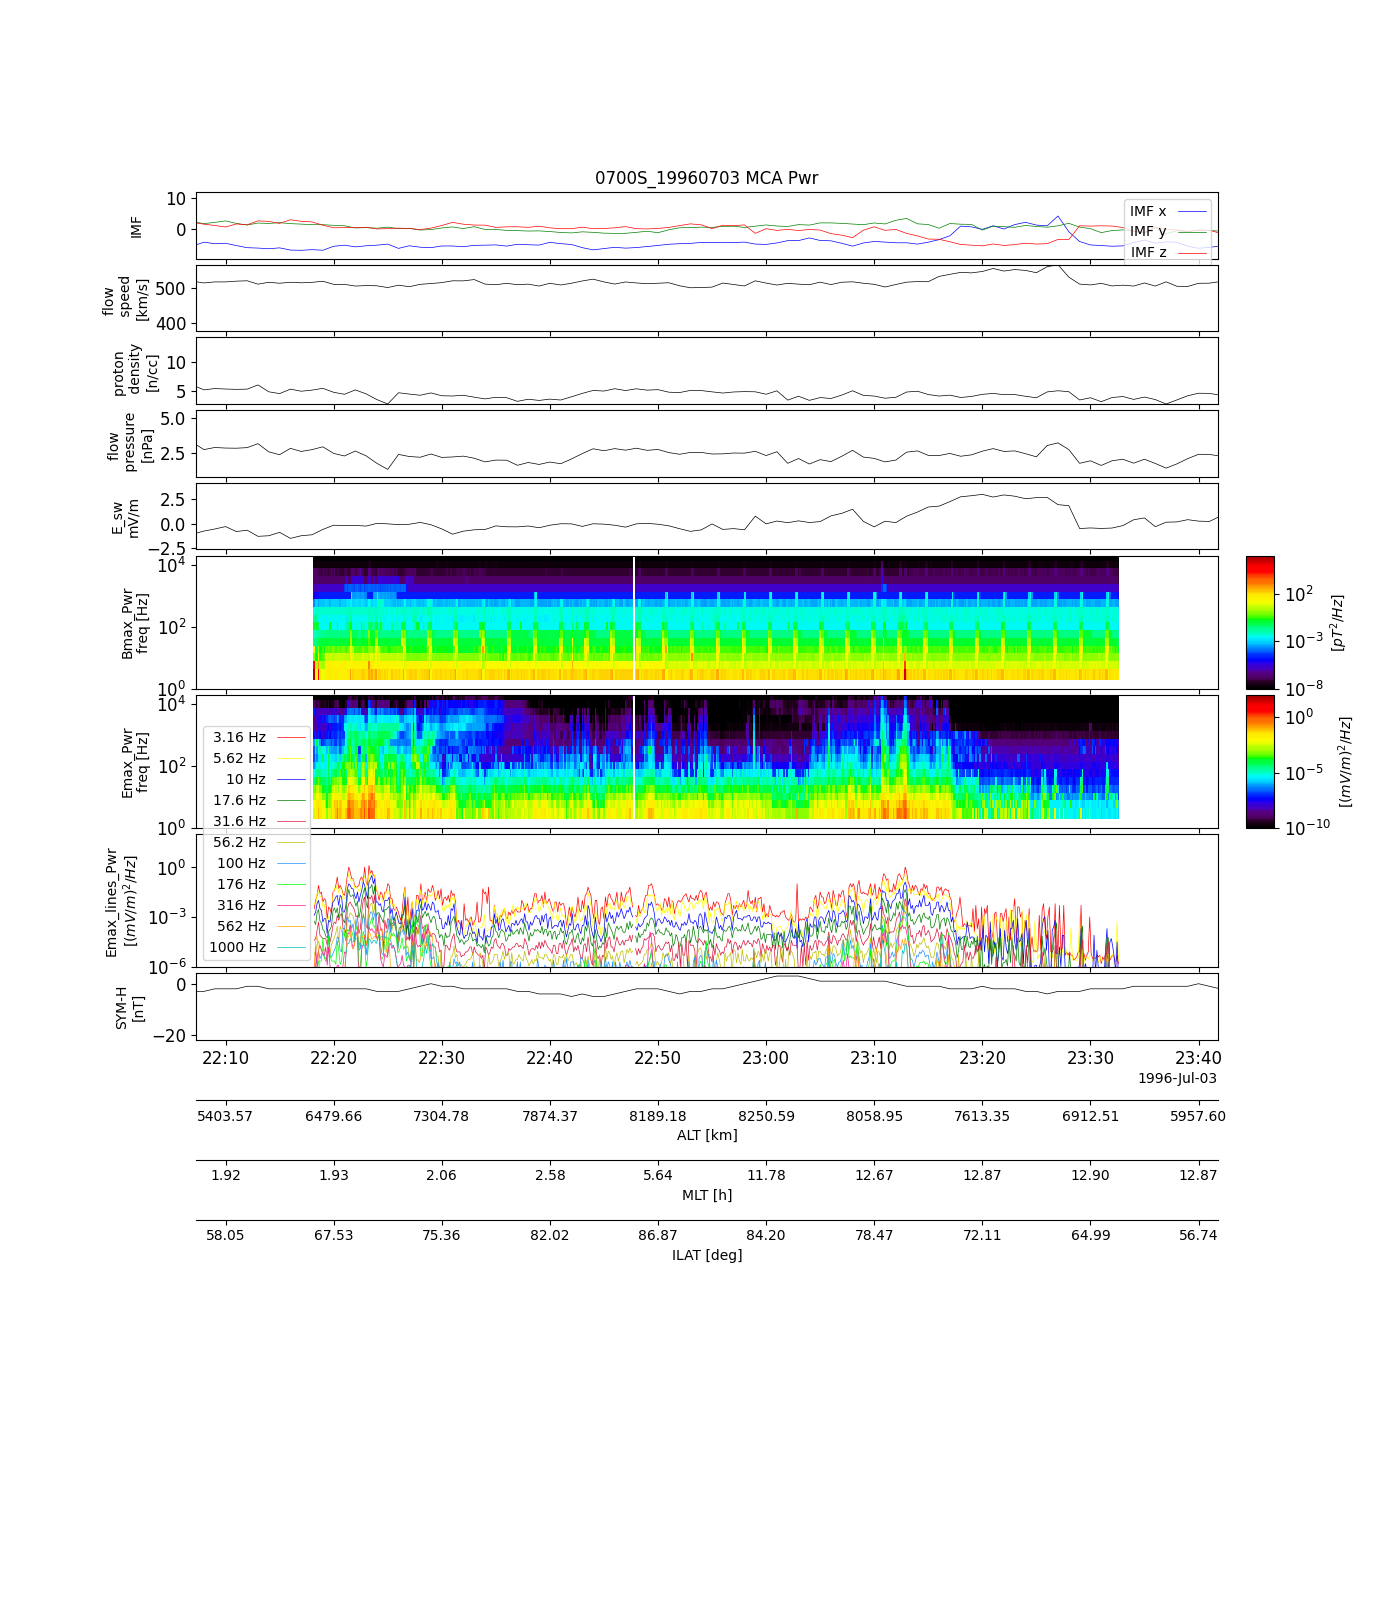 0700S_19960703 MCA Pwr
10
0
IMF
IMF x
IMF y
IMF z
500
400
flow
speed
[km/s]
10
5
proton
density
[n/cc]
5.0
2.5
flow
pressure
[nPa]
2.5
0.0
−2.5
E_sw
mV/m
10^4
10^2
10^0
Bmax_Pwr
freq [Hz]
10^2
10^−3
10^−8
[pT^2/Hz]
10^4
10^2
10^0
Emax_Pwr
freq [Hz]
10^0
10^−5
10^−10
[(mV/m)^2/Hz]
3.16 Hz
5.62 Hz
10 Hz
17.6 Hz
31.6 Hz
56.2 Hz
100 Hz
176 Hz
316 Hz
562 Hz
1000 Hz
10^0
10^−3
10^−6
Emax_lines_Pwr
[(mV/m)^2/Hz]
0
−20
SYM-H
[nT]
22:10 22:20 22:30 22:40 22:50 23:00 23:10 23:20 23:30 23:40
1996-Jul-03
5403.57 6479.66 7304.78 7874.37 8189.18 8250.59 8058.95 7613.35 6912.51 5957.60
ALT [km]
1.92 1.93 2.06 2.58 5.64 11.78 12.67 12.87 12.90 12.87
MLT [h]
58.05 67.53 75.36 82.02 86.87 84.20 78.47 72.11 64.99 56.74
ILAT [deg]